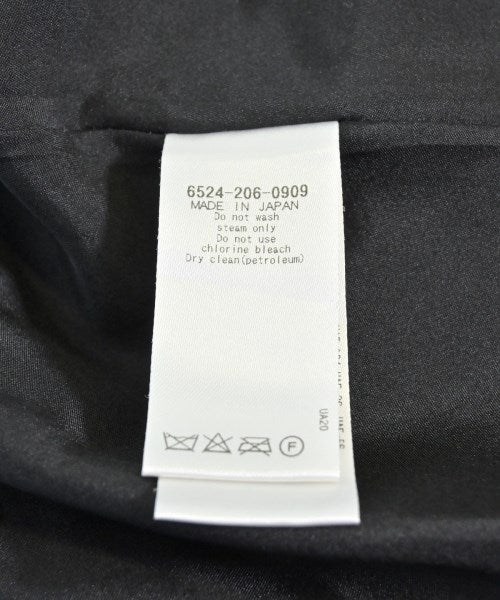 6524-206-0909
MADE IN JAPAN
Do not wash
steam only
Do not use
chlorine bleach
Dry clean(petroleum)
F
UA20